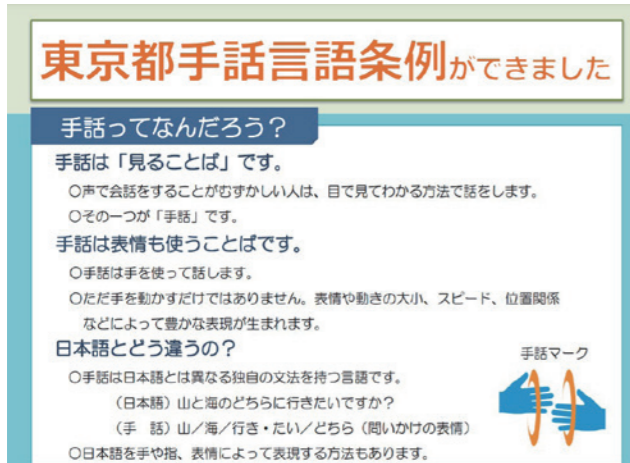 東京都手話言語条例ができました
手話ってなんだろう？
手話は「見ることば」です。
○声で会話をすることがむずかしい人は、目で見てわかる方法で話をします。
○その一つが「手話」です。
手話は表情も使うことばです。
○手話は手を使って話します。
○ただ手を動かすだけではありません。表情や動きの大小、スピード、位置関係
などによって豊かな表現が生まれます。
日本語とどう違うの？
手話マーク
○手話は日本語とは異なる独自の文法を持つ言語です。
（日本語）山と海のどちらに行きたいですか？
（手　話）山／海／行き・たい／どちら（問いかけの表情）
○日本語を手や指、表情によって表現する方法もあります。